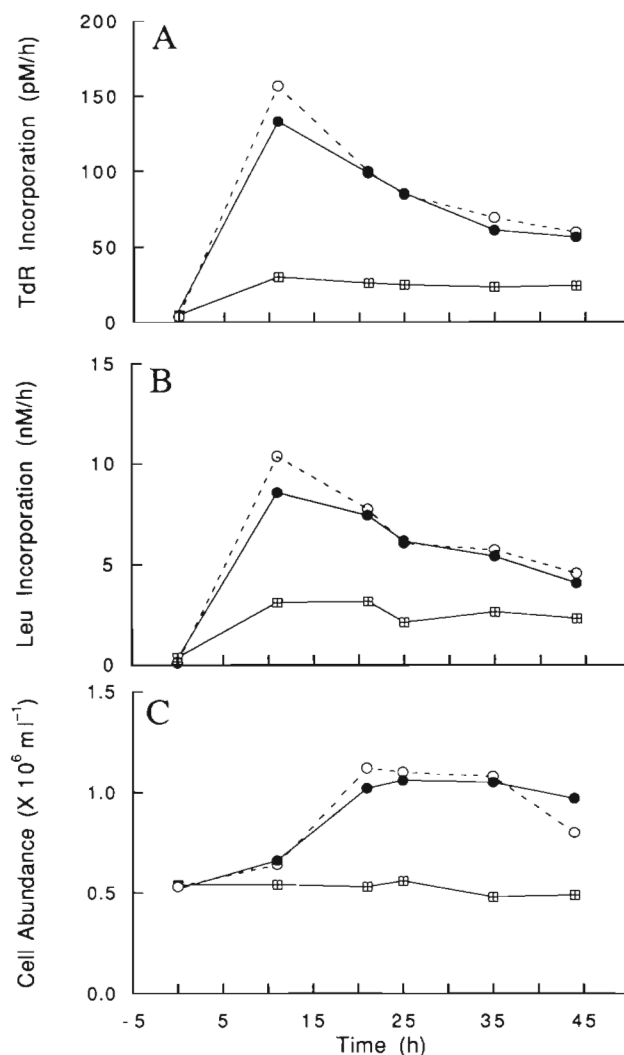 A
TdR Incorporation (pM/h)
200
150
100
50
0
B
Leu Incorporation (nM/h)
15
10
5
0
C
Cell Abundance (X 10⁶ ml⁻¹)
1.5
1.0
0.5
0.0
-5 5 15 25 35 45
Time (h)